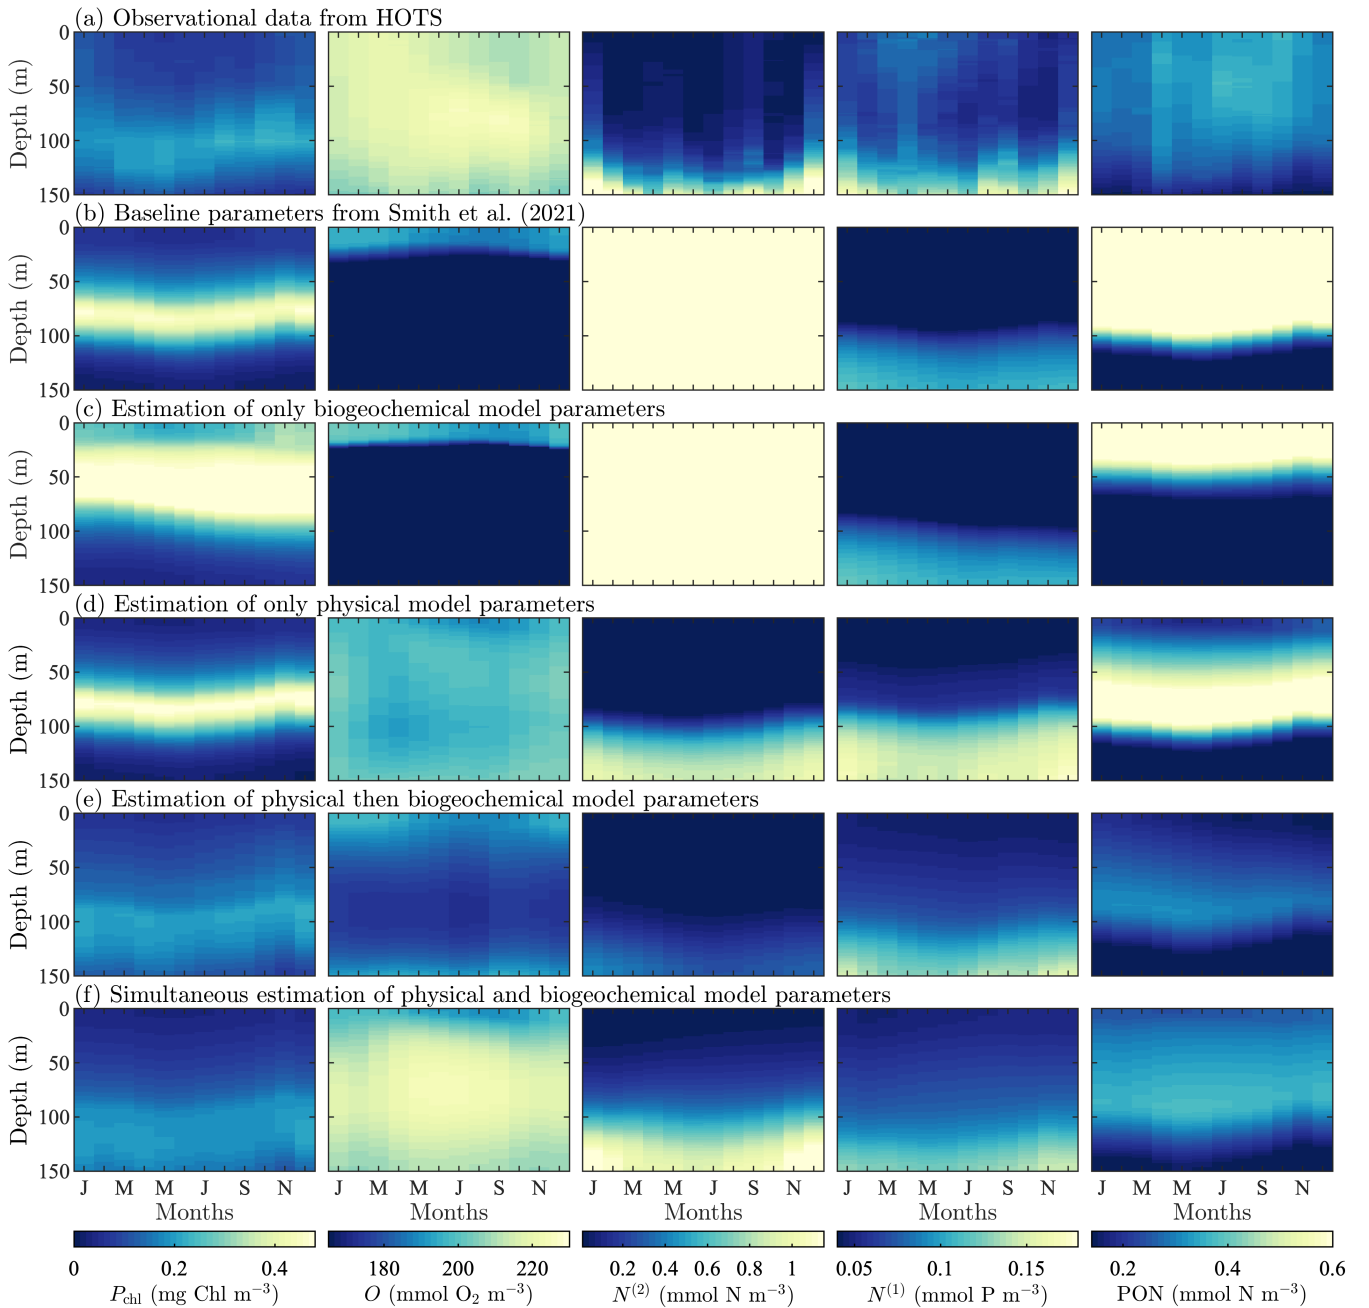 (a) Observational data from HOTS
0
50
100
150
Depth (m)
(b) Baseline parameters from Smith et al. (2021)
0
50
100
150
Depth (m)
(c) Estimation of only biogeochemical model parameters
0
50
100
150
Depth (m)
(d) Estimation of only physical model parameters
0
50
100
150
Depth (m)
(e) Estimation of physical then biogeochemical model parameters
0
50
100
150
Depth (m)
(f) Simultaneous estimation of physical and biogeochemical model parameters
0
50
100
150
Depth (m)
J M M J S N J M M J S N J M M J S N J M M J S N J M M J S N
Months Months Months Months Months
0 0.2 0.4 180 200 220 0.2 0.4 0.6 0.8 1 0.05 0.1 0.15 0.2 0.3 0.4 0.5 0.6
P_chl (mg Chl m⁻³) O (mmol O₂ m⁻³) N⁽²⁾ (mmol N m⁻³) N⁽¹⁾ (mmol P m⁻³) PON (mmol N m⁻³)